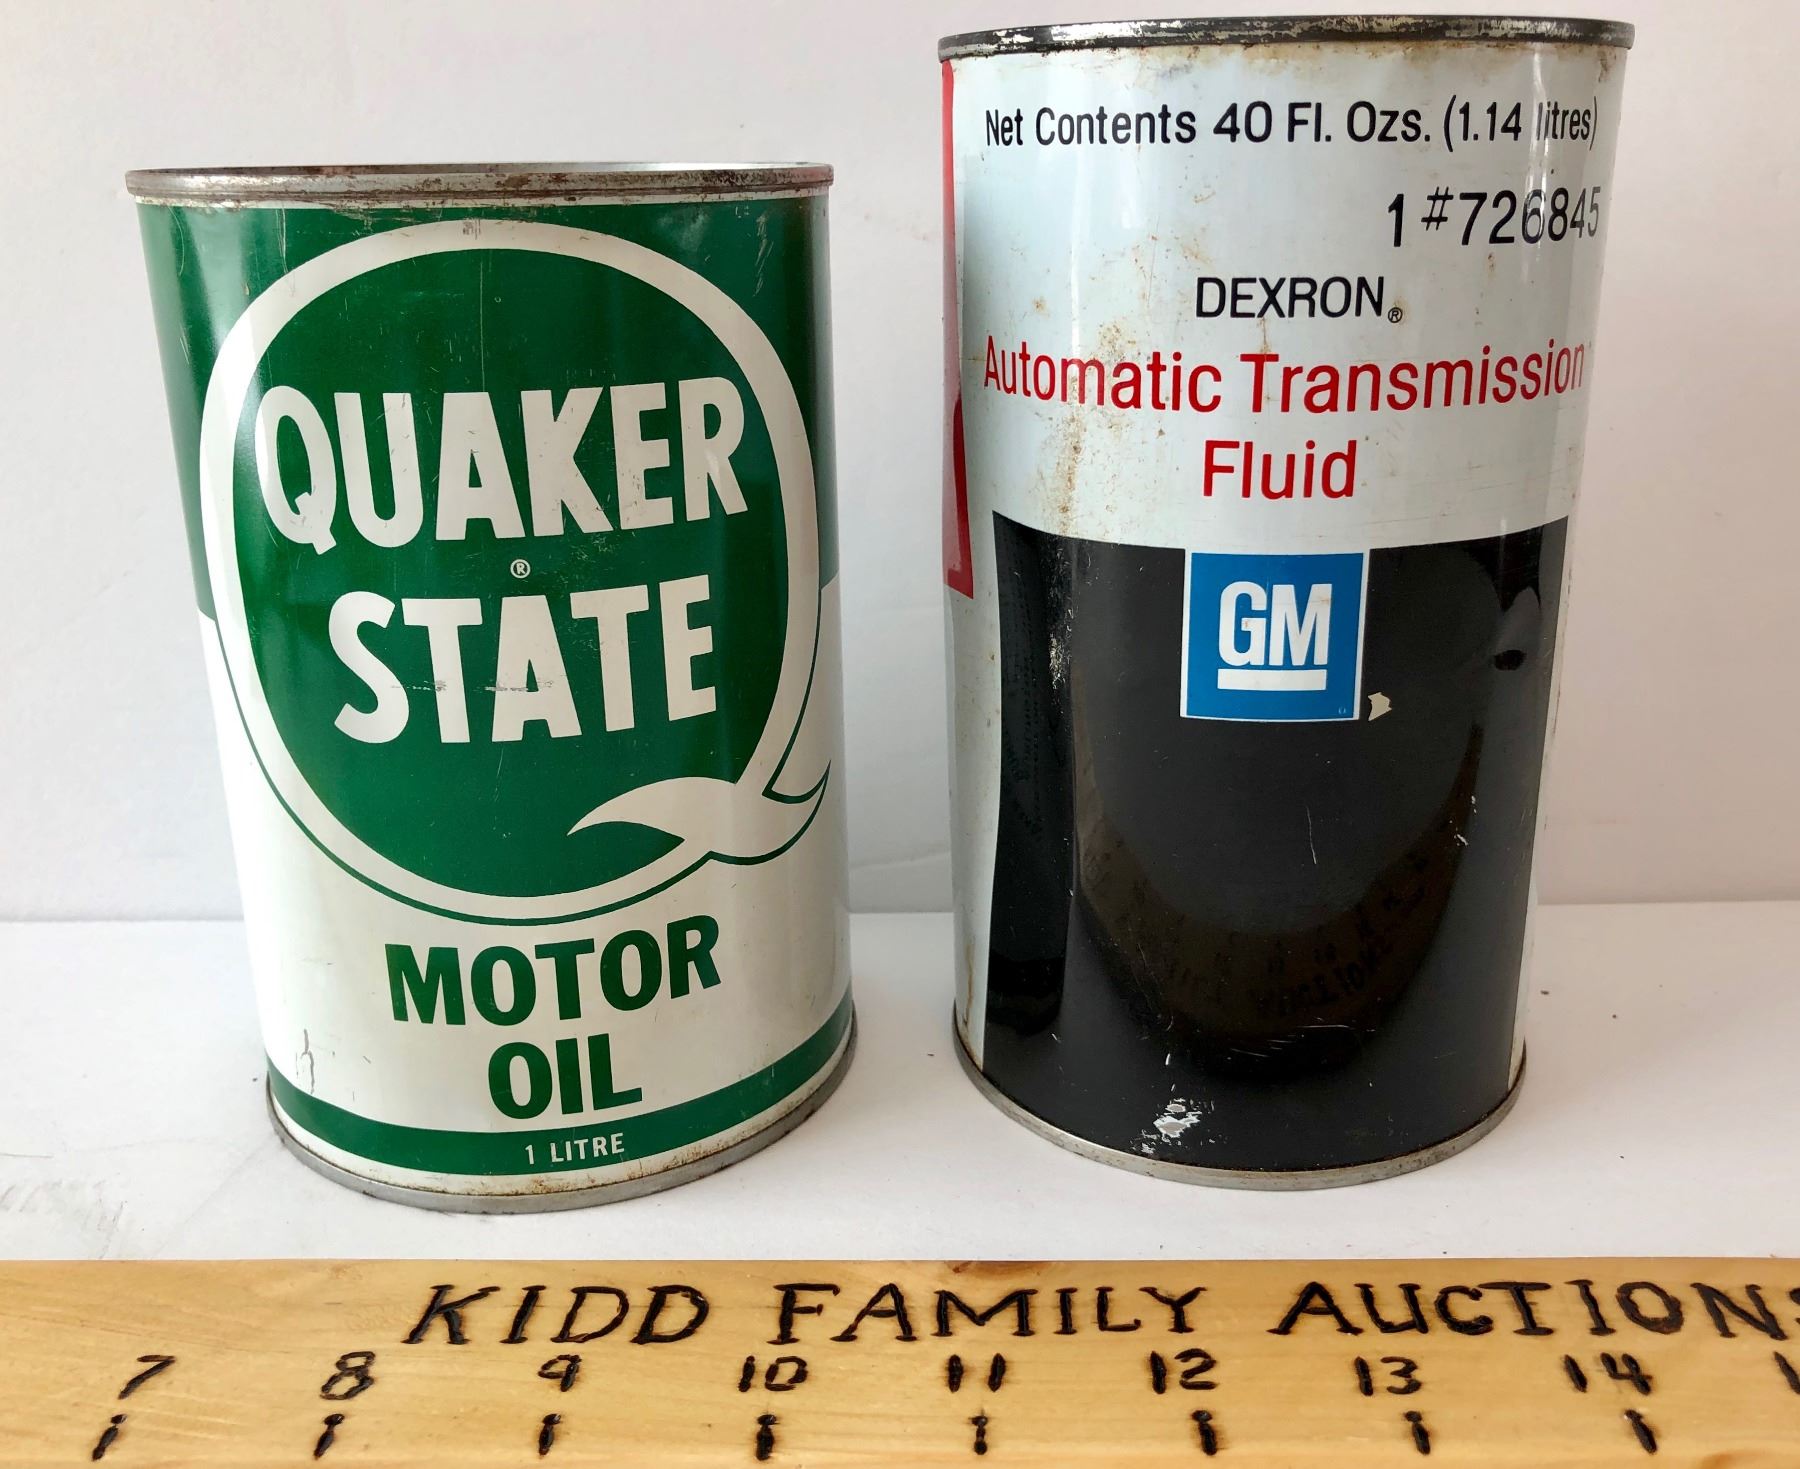 QUAKER
®
STATE
MOTOR
OIL
1 LITRE
Net Contents 40 Fl. Ozs. (1.14 litres)
1 #726845
DEXRON®
Automatic Transmission
Fluid
GM
KIDD FAMILY AUCTIONS
7 8 9 10 11 12 13 14